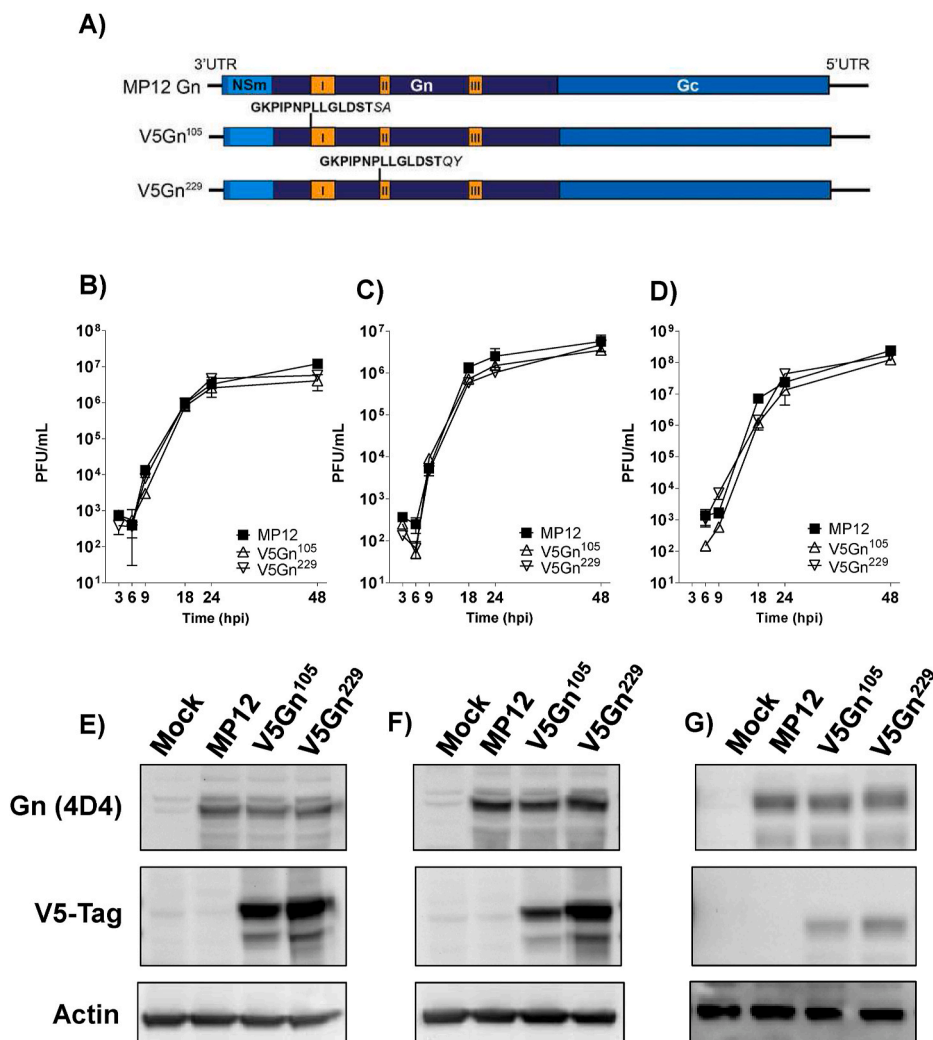 A)
3'UTR 5'UTR
MP12 Gn NSm I II Gn III Gc
GKPIPNPLLGLDSTSA
V5Gn¹⁰⁵ I II III
GKPIPNPLLGLDSTQY
V5Gn²²⁹ I II III
B)
PFU/mL
10⁸
10⁷
10⁶
10⁵
10⁴
10³
10²
10¹
MP12
V5Gn¹⁰⁵
V5Gn²²⁹
3 6 9 18 24 48
Time (hpi)
C)
PFU/mL
10⁷
10⁶
10⁵
10⁴
10³
10²
10¹
MP12
V5Gn¹⁰⁵
V5Gn²²⁹
3 6 9 18 24 48
Time (hpi)
D)
PFU/mL
10⁹
10⁸
10⁷
10⁶
10⁵
10⁴
10³
10²
10¹
MP12
V5Gn¹⁰⁵
V5Gn²²⁹
3 6 9 18 24 48
Time (hpi)
E) Mock MP12 V5Gn¹⁰⁵ V5Gn²²⁹
F) Mock MP12 V5Gn¹⁰⁵ V5Gn²²⁹
G) Mock MP12 V5Gn¹⁰⁵ V5Gn²²⁹
Gn (4D4)
V5-Tag
Actin